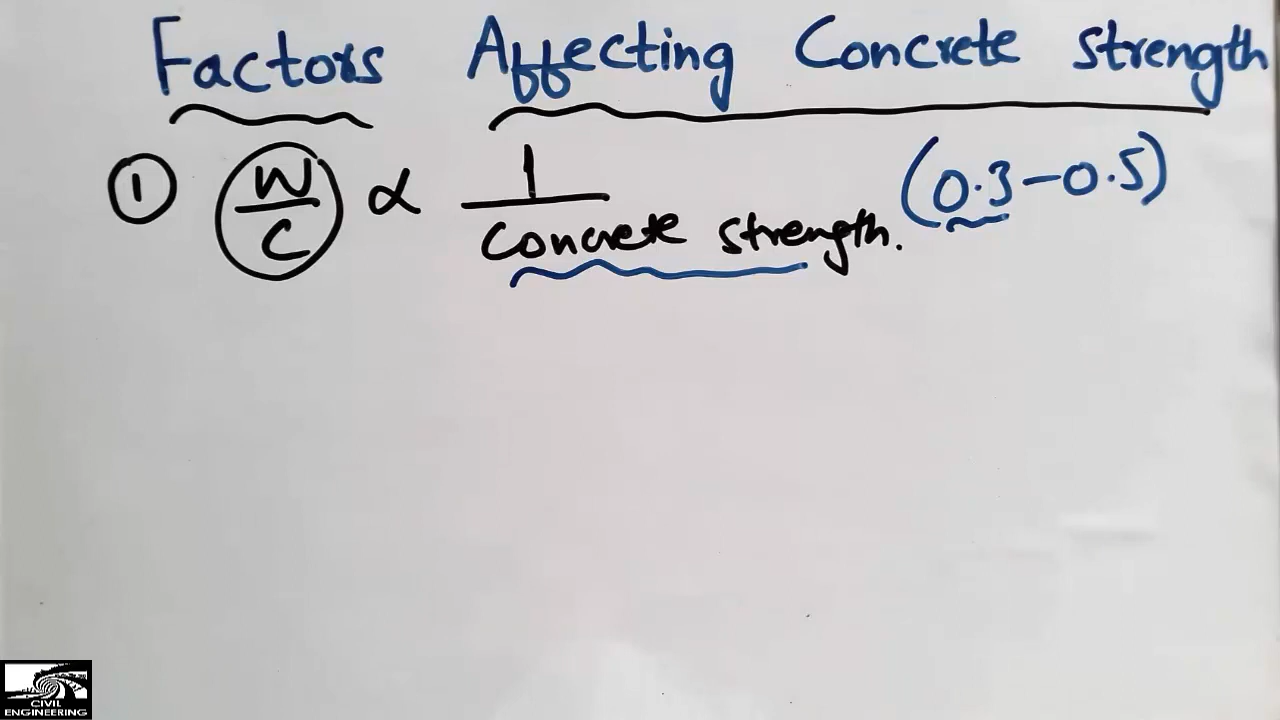 Factors Affecting Concrete strength
① W/C ∝ 1/concrete strength. (0.3-0.5)
CIVIL
ENGINEERING